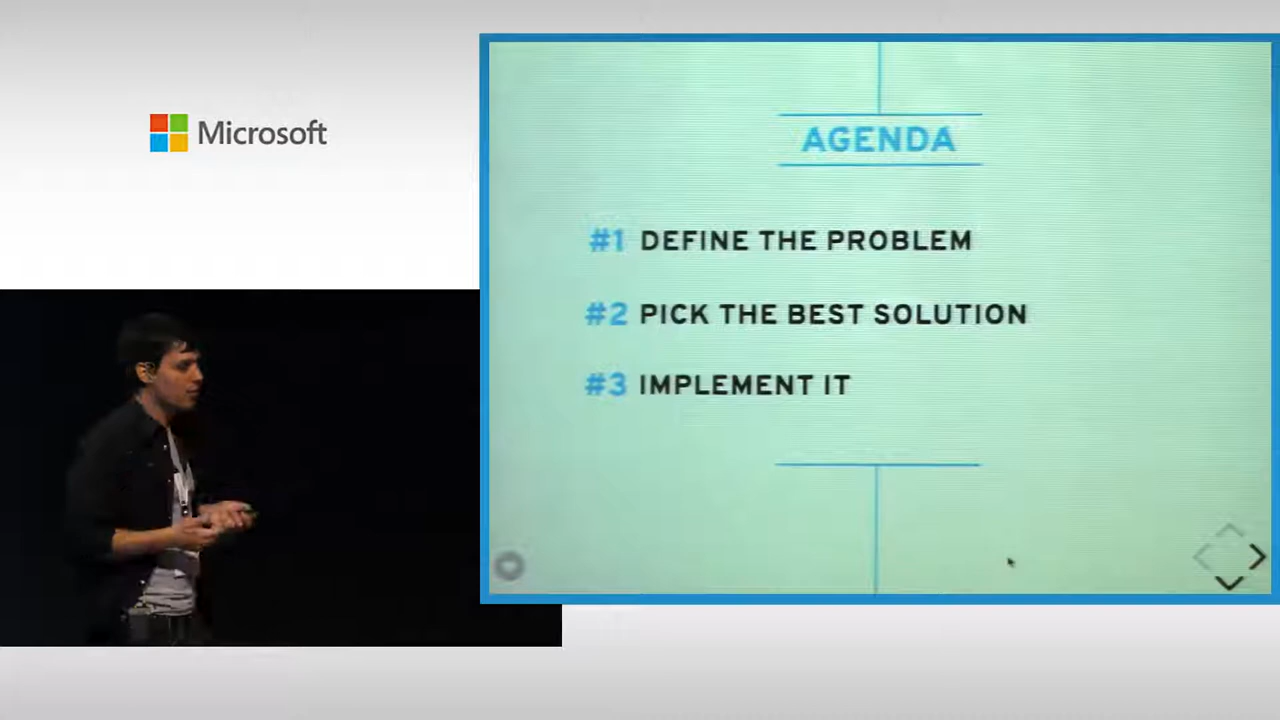 Microsoft
AGENDA
#1 DEFINE THE PROBLEM
#2 PICK THE BEST SOLUTION
#3 IMPLEMENT IT